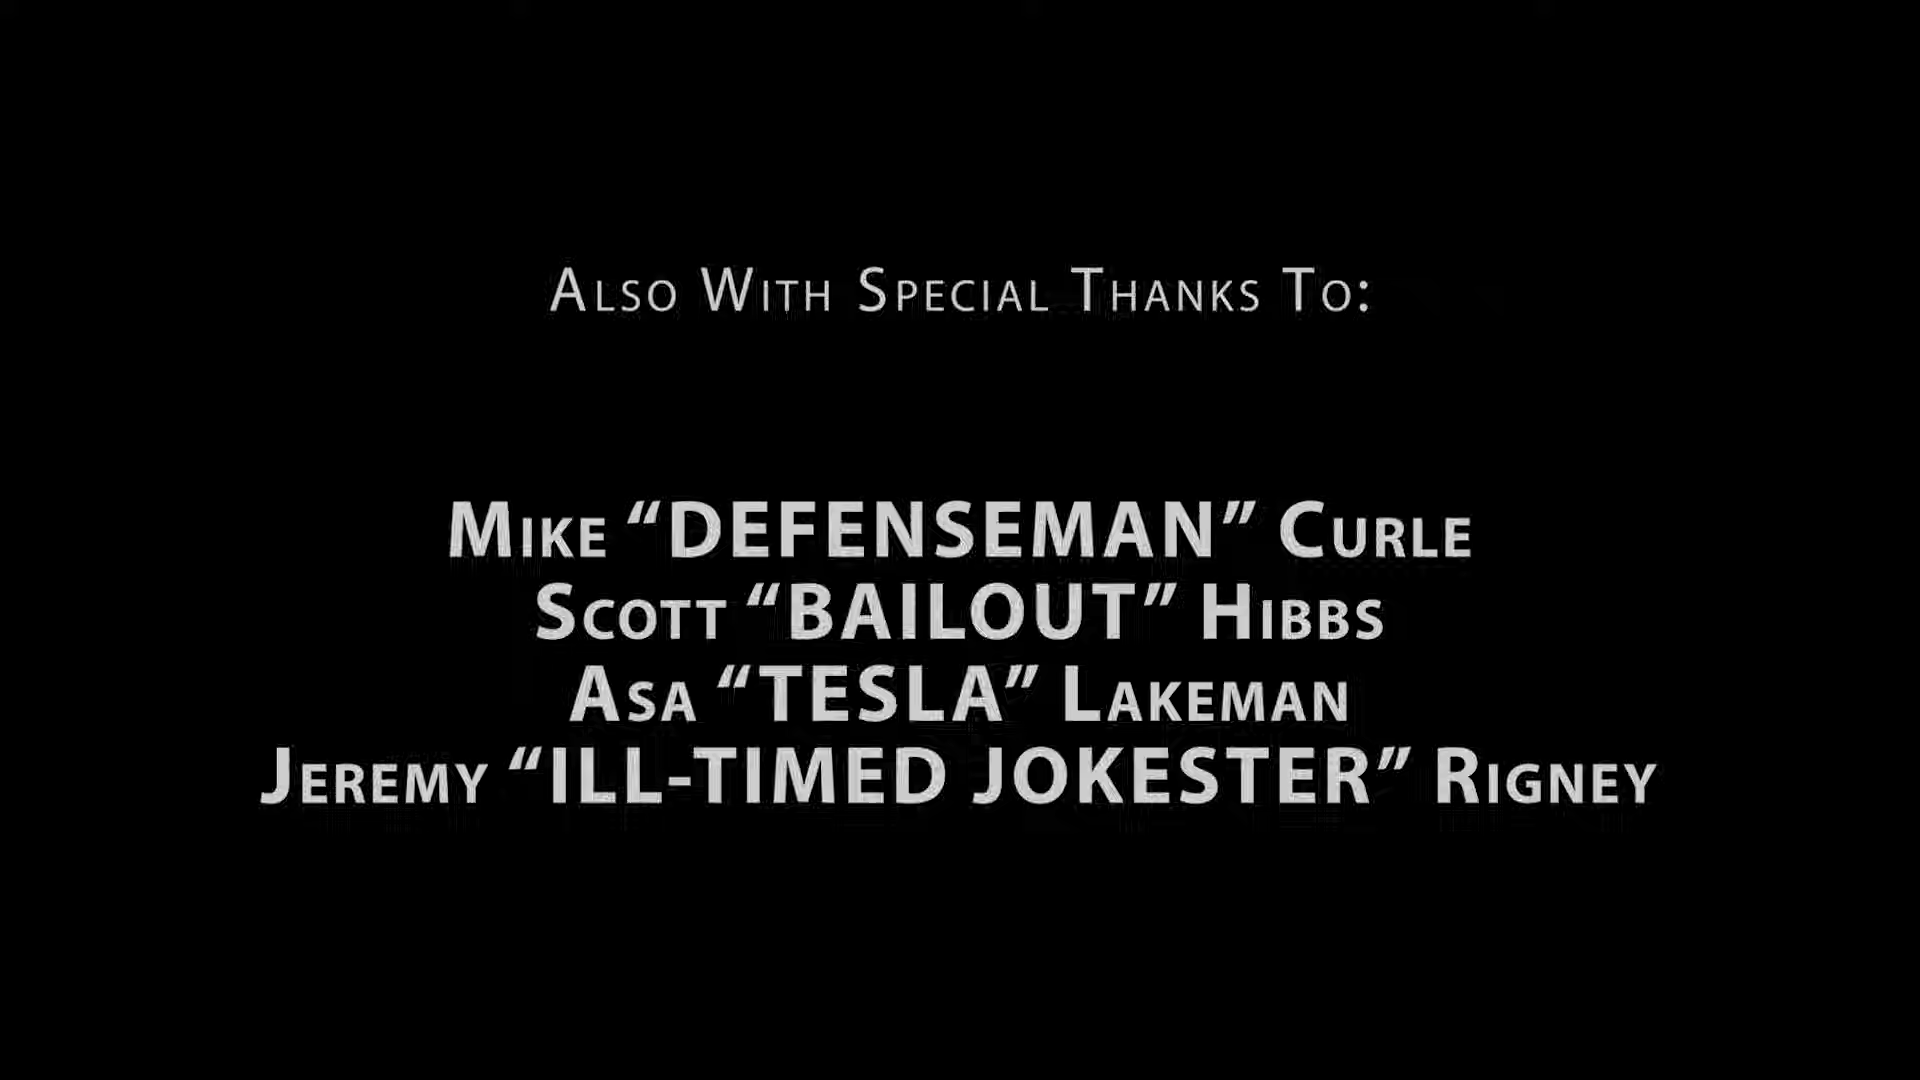 Also With Special Thanks To:
Mike “DEFENSEMAN” Curle
Scott “BAILOUT” Hibbs
Asa “TESLA” Lakeman
Jeremy “ILL-TIMED JOKESTER” Rigney